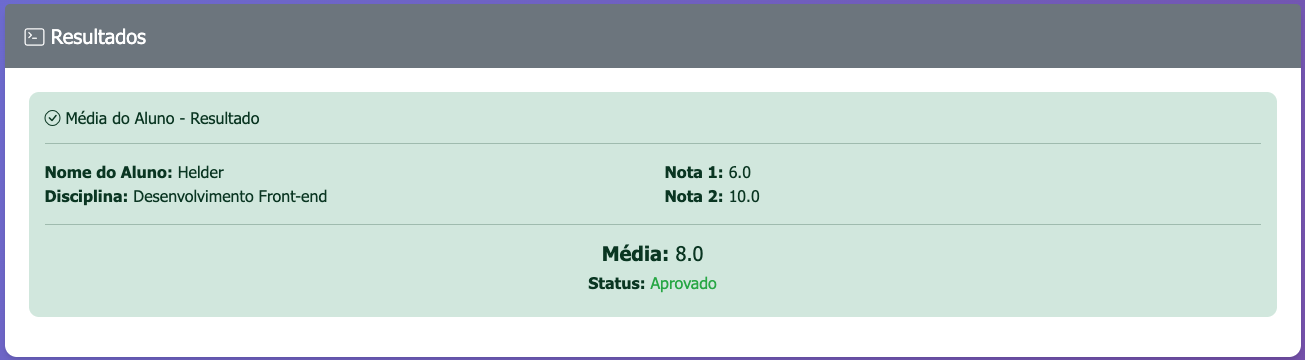 Resultados
Média do Aluno - Resultado
Nome do Aluno: Helder
Disciplina: Desenvolvimento Front-end
Nota 1: 6.0
Nota 2: 10.0
Média: 8.0
Status: Aprovado